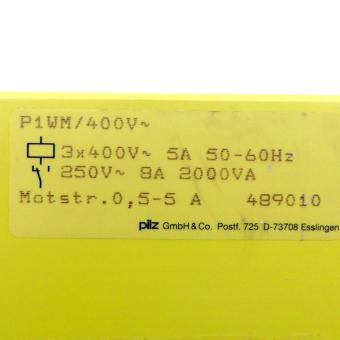 P1WM/400V~
3x400V~ 5A 50-60Hz
250V~ 8A 2000VA
Motstr.0,5-5 A 489010
pilz GmbH & Co. Postf. 725 D-73708 Esslingen